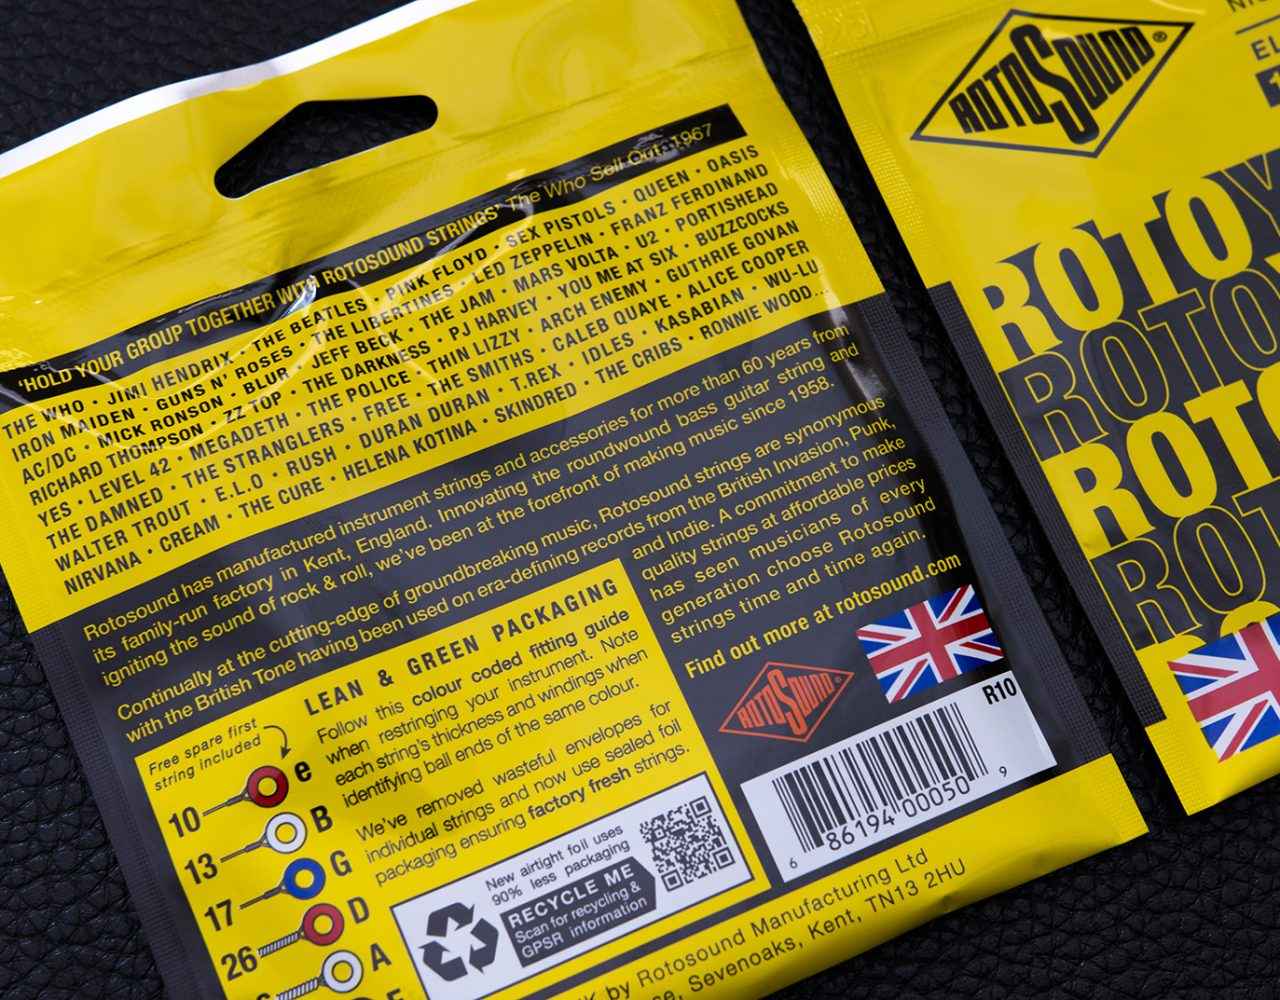 'HOLD YOUR GROUP TOGETHER WITH ROTOSOUND STRINGS' The Who Sell Out - 1967
THE WHO · JIMI HENDRIX · THE BEATLES · PINK FLOYD · SEX PISTOLS · QUEEN · OASIS
IRON MAIDEN · GUNS N' ROSES · THE LIBERTINES · LED ZEPPELIN · FRANZ FERDINAND
AC/DC · MICK RONSON · BLUR · JEFF BECK · THE JAM · MARS VOLTA · U2 · PORTISHEAD
RICHARD THOMPSON · ZZ TOP · THE DARKNESS · PJ HARVEY · YOU ME AT SIX · BUZZCOCKS
YES · LEVEL 42 · MEGADETH · THE POLICE · THIN LIZZY · ARCH ENEMY · GUTHRIE GOVAN
THE DAMNED · THE STRANGLERS · FREE · THE SMITHS · CALEB QUAYE · ALICE COOPER
WALTER TROUT · E.L.O · RUSH · DURAN DURAN · T.REX · IDLES · KASABIAN · WU-LU
NIRVANA · CREAM · THE CURE · HELENA KOTINA · SKINDRED · THE CRIBS · RONNIE WOOD...
Rotosound has manufactured instrument strings and accessories for more than 60 years from
its family-run factory in Kent, England. Innovating the roundwound bass guitar string and
igniting the sound of rock & roll, we've been at the forefront of making music since 1958.
Continually at the cutting-edge of groundbreaking music, Rotosound strings are synonymous
with the British Tone having been used on era-defining records from the British Invasion, Punk,
and Indie. A commitment to make
quality strings at affordable prices
has seen musicians of every
generation choose Rotosound
strings time and time again.
Find out more at rotosound.com
LEAN & GREEN PACKAGING
Follow this colour coded fitting guide
when restringing your instrument. Note
each string's thickness and windings when
identifying ball ends of the same colour.
We've removed wasteful envelopes for
individual strings and now use sealed foil
packaging ensuring factory fresh strings.
Free spare first
string included
10 e
13 B
17 G
26 D
A
New airtight foil uses
90% less packaging
RECYCLE ME
Scan for recycling &
GPSR information
ROTOSOUND
R10
6 86194 00050 9
UK by Rotosound Manufacturing Ltd
Sevenoaks, Kent, TN13 2HU
ROTOSOUND®
EL
ROTOY
ROTO
ROTO
ROT